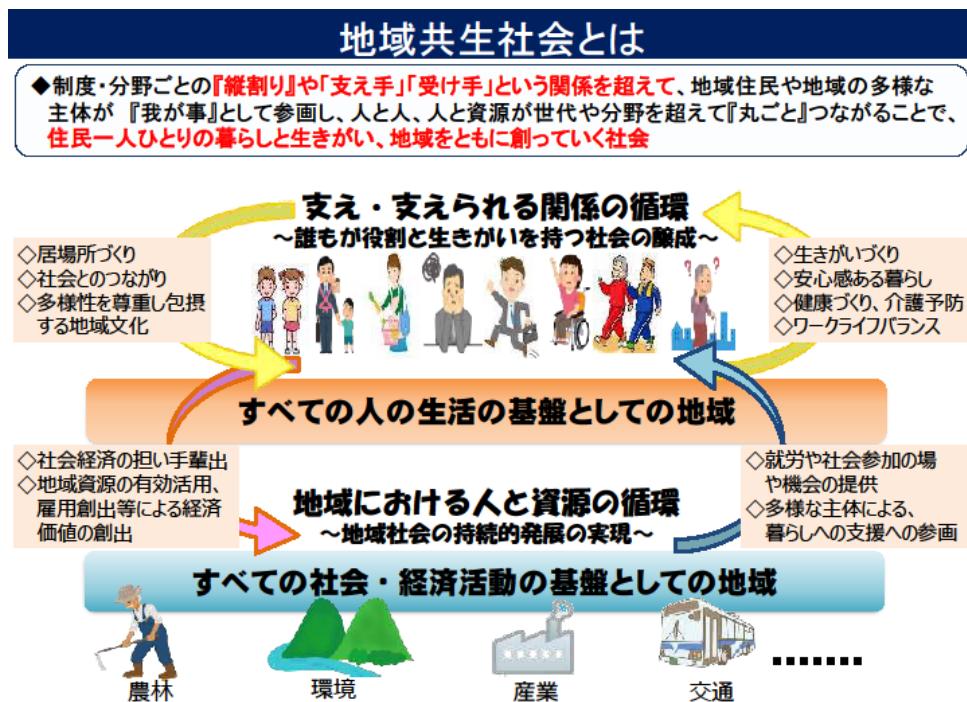 地域共生社会とは
◆制度・分野ごとの『縦割り』や「支え手」「受け手」という関係を超えて、地域住民や地域の多様な
主体が 『我が事』として参画し、人と人、人と資源が世代や分野を超えて『丸ごと』つながることで、
住民一人ひとりの暮らしと生きがい、地域をともに創っていく社会
支え・支えられる関係の循環
～誰もが役割と生きがいを持つ社会の醸成～
◇居場所づくり
◇社会とのつながり
◇多様性を尊重し包摂
する地域文化
◇生きがいづくり
◇安心感ある暮らし
◇健康づくり、介護予防
◇ワークライフバランス
すべての人の生活の基盤としての地域
◇社会経済の担い手輩出
◇地域資源の有効活用、
雇用創出等による経済
価値の創出
地域における人と資源の循環
～地域社会の持続的発展の実現～
◇就労や社会参加の場
や機会の提供
◇多様な主体による、
暮らしへの支援への参画
すべての社会・経済活動の基盤としての地域
農林
環境
産業
交通
▪▪▪▪▪▪▪